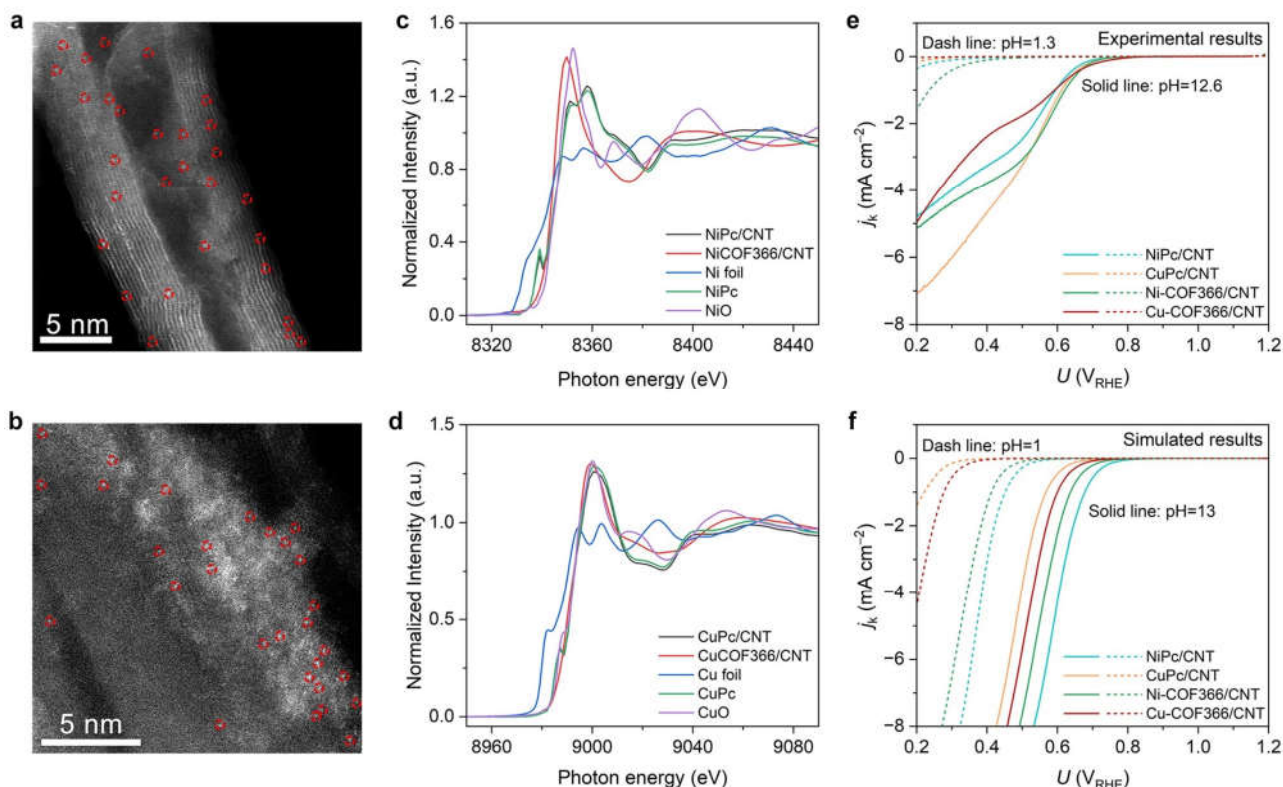 a
5 nm
b
5 nm
c
Normalized Intensity (a.u.)
1.6
1.2
0.8
0.4
0.0
NiPc/CNT
NiCOF366/CNT
Ni foil
NiPc
NiO
8320 8360 8400 8440
Photon energy (eV)
d
Normalized Intensity (a.u.)
1.5
1.0
0.5
0.0
CuPc/CNT
CuCOF366/CNT
Cu foil
CuPc
CuO
8960 9000 9040 9080
Photon energy (eV)
e
jk (mA cm−2)
0
−2
−4
−6
−8
Dash line: pH=1.3 Experimental results
Solid line: pH=12.6
NiPc/CNT
CuPc/CNT
Ni-COF366/CNT
Cu-COF366/CNT
0.2 0.4 0.6 0.8 1.0 1.2
U (VRHE)
f
jk (mA cm−2)
0
−2
−4
−6
−8
Dash line: pH=1 Simulated results
Solid line: pH=13
NiPc/CNT
CuPc/CNT
Ni-COF366/CNT
Cu-COF366/CNT
0.2 0.4 0.6 0.8 1.0 1.2
U (VRHE)